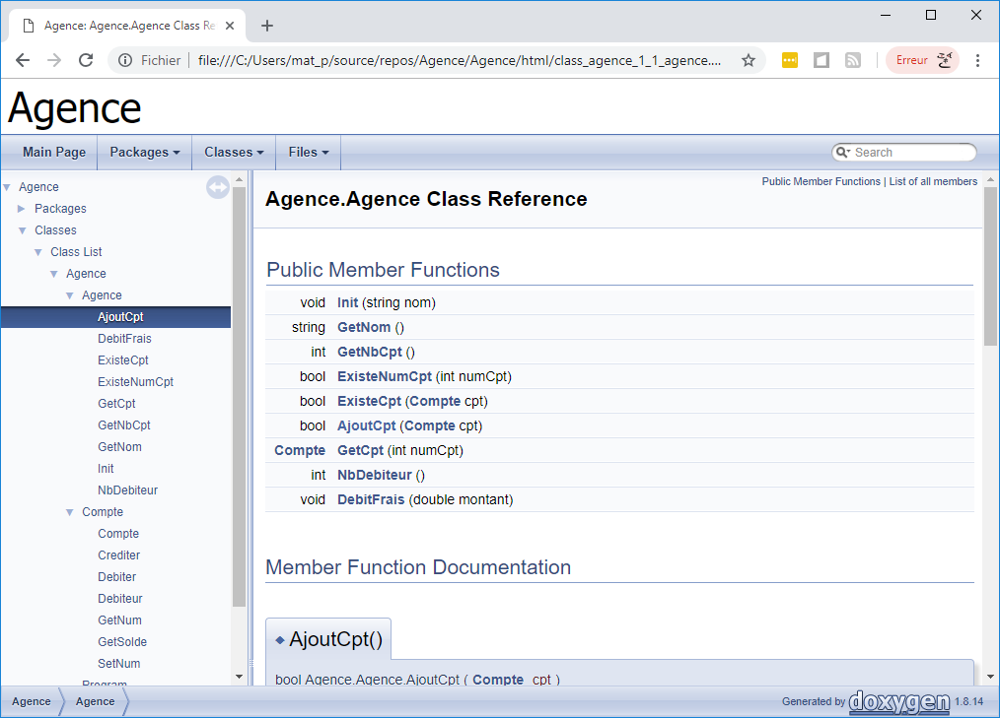 Agence: Agence.Agence Class Re
Fichier file:///C:/Users/mat_p/source/repos/Agence/Agence/html/class_agence_1_1_agence.... Erreur
Agence
Main Page Packages Classes Files Search
Agence
Packages
Classes
Class List
Agence
Agence
AjoutCpt
DebitFrais
ExisteCpt
ExisteNumCpt
GetCpt
GetNbCpt
GetNom
Init
NbDebiteur
Compte
Compte
Crediter
Debiter
Debiteur
GetNum
GetSolde
SetNum
Program
Public Member Functions | List of all members
Agence.Agence Class Reference
Public Member Functions
void Init (string nom)
string GetNom ()
int GetNbCpt ()
bool ExisteNumCpt (int numCpt)
bool ExisteCpt (Compte cpt)
bool AjoutCpt (Compte cpt)
Compte GetCpt (int numCpt)
int NbDebiteur ()
void DebitFrais (double montant)
Member Function Documentation
◆ AjoutCpt()
bool Agence.Agence.AjoutCpt ( Compte cpt )
Agence Agence Generated by doxygen 1.8.14